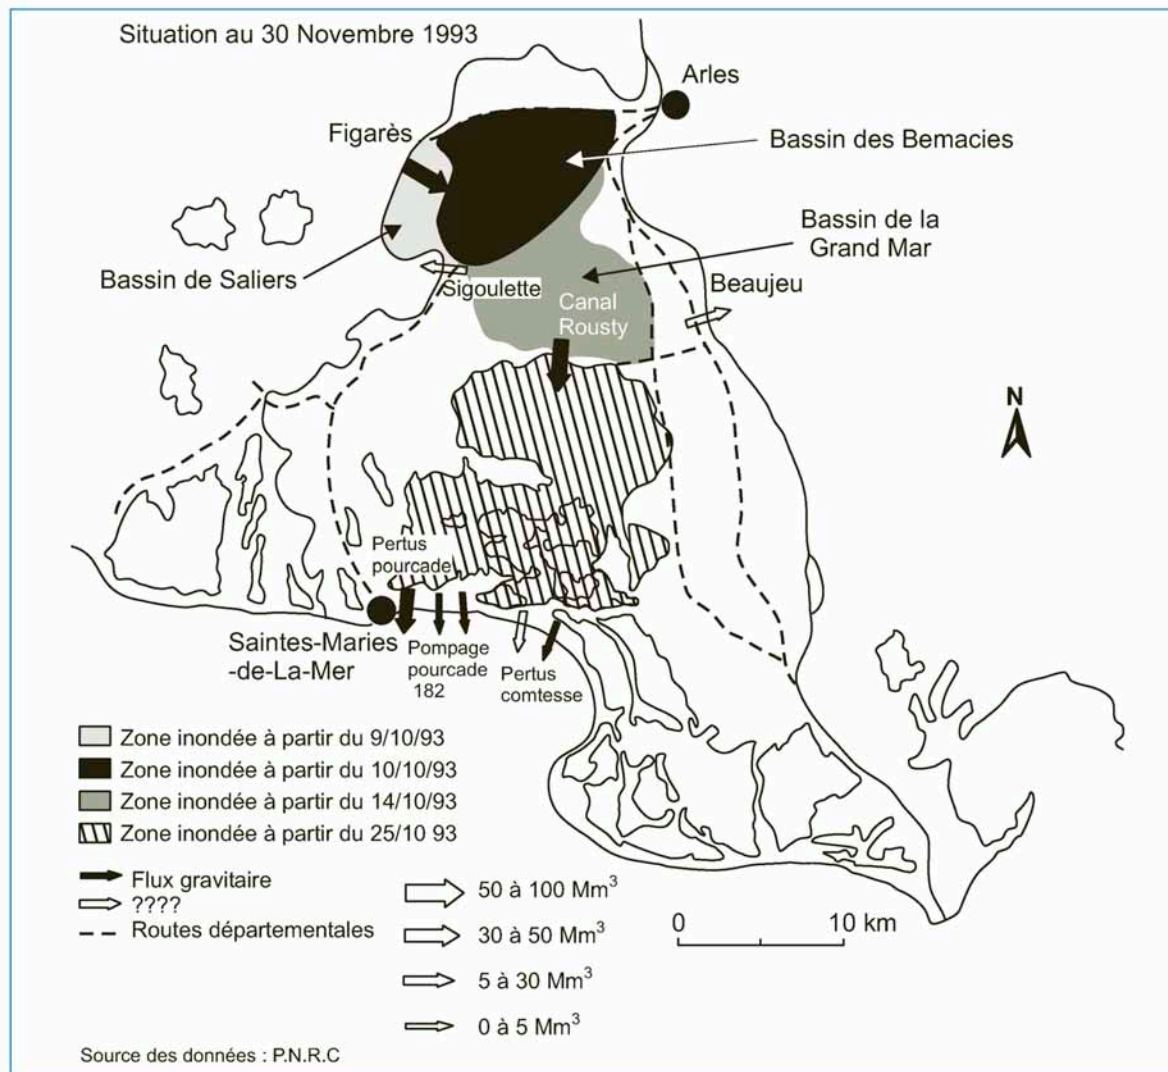 Situation au 30 Novembre 1993
Arles
Figarès
Bassin des Bemacies
Bassin de la
Grand Mar
Bassin de Saliers
Sigoulette
Beaujeu
Canal
Rousty
N
Pertus
pourcade
Saintes-Maries
-de-La-Mer
Pompage
pourcade
182
Pertus
comtesse
Zone inondée à partir du 9/10/93
Zone inondée à partir du 10/10/93
Zone inondée à partir du 14/10/93
Zone inondée à partir du 25/10 93
Flux gravitaire
????
Routes départementales
50 à 100 Mm³
30 à 50 Mm³
5 à 30 Mm³
0 à 5 Mm³
0 10 km
Source des données : P.N.R.C